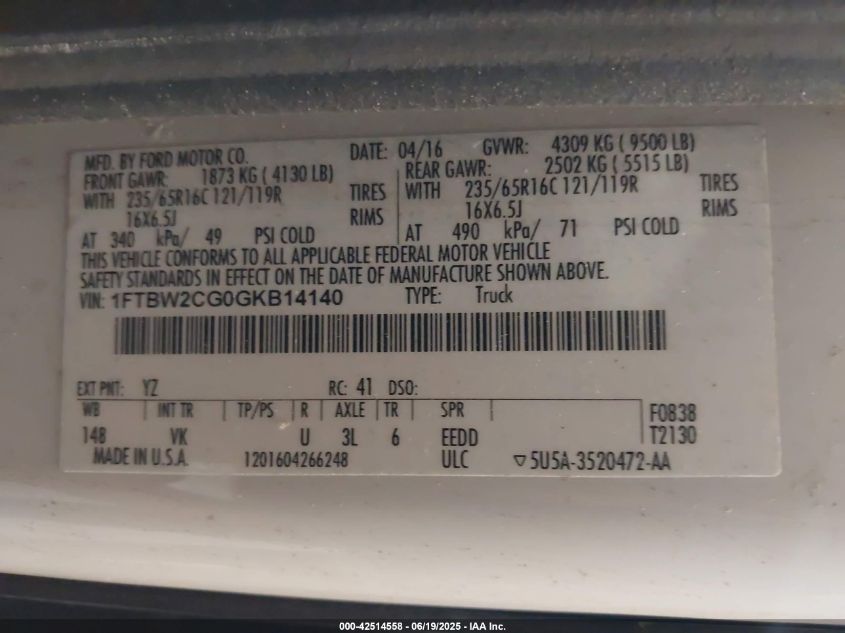 MFD. BY FORD MOTOR CO. DATE: 04/16 GVWR: 4309 KG ( 9500 LB)
FRONT GAWR: 1873 KG ( 4130 LB) REAR GAWR: 2502 KG ( 5515 LB)
WITH 235/65R16C 121/119R TIRES WITH 235/65R16C 121/119R TIRES
16X6.5J RIMS 16X6.5J RIMS
AT 340 kPa/ 49 PSI COLD AT 490 kPa/ 71 PSI COLD
THIS VEHICLE CONFORMS TO ALL APPLICABLE FEDERAL MOTOR VEHICLE
SAFETY STANDARDS IN EFFECT ON THE DATE OF MANUFACTURE SHOWN ABOVE.
VIN: 1FTBW2CG0GKB14140 TYPE: Truck
EXT PNT: YZ RC: 41 DSO:
WB INT TR TP/PS R AXLE TR SPR F0838
148 VK U 3L 6 EEDD T2130
MADE IN U.S.A. 1201604266248 ULC ▽5U5A-3520472-AA
000-42514558 - 06/19/2025 - IAA Inc.